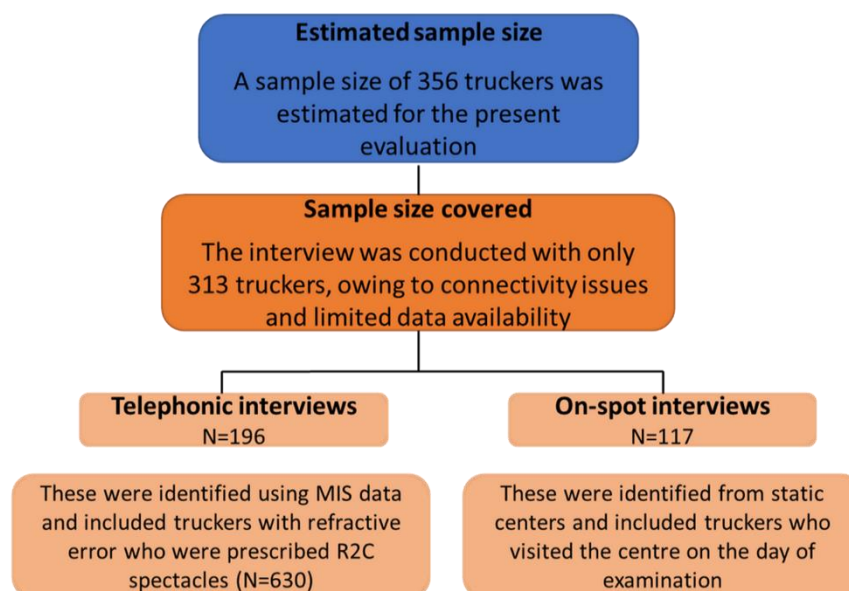 Estimated sample size
A sample size of 356 truckers was
estimated for the present
evaluation
Sample size covered
The interview was conducted with only
313 truckers, owing to connectivity issues
and limited data availability
Telephonic interviews
N=196
These were identified using MIS data
and included truckers with refractive
error who were prescribed R2C
spectacles (N=630)
On-spot interviews
N=117
These were identified from static
centers and included truckers who
visited the centre on the day of
examination